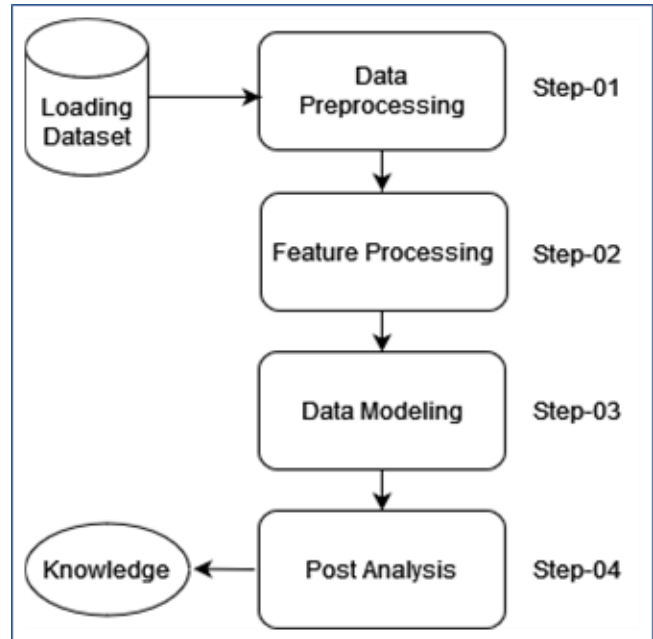 Loading
Dataset
Data
Preprocessing
Step-01
Feature Processing
Step-02
Data Modeling
Step-03
Knowledge
Post Analysis
Step-04